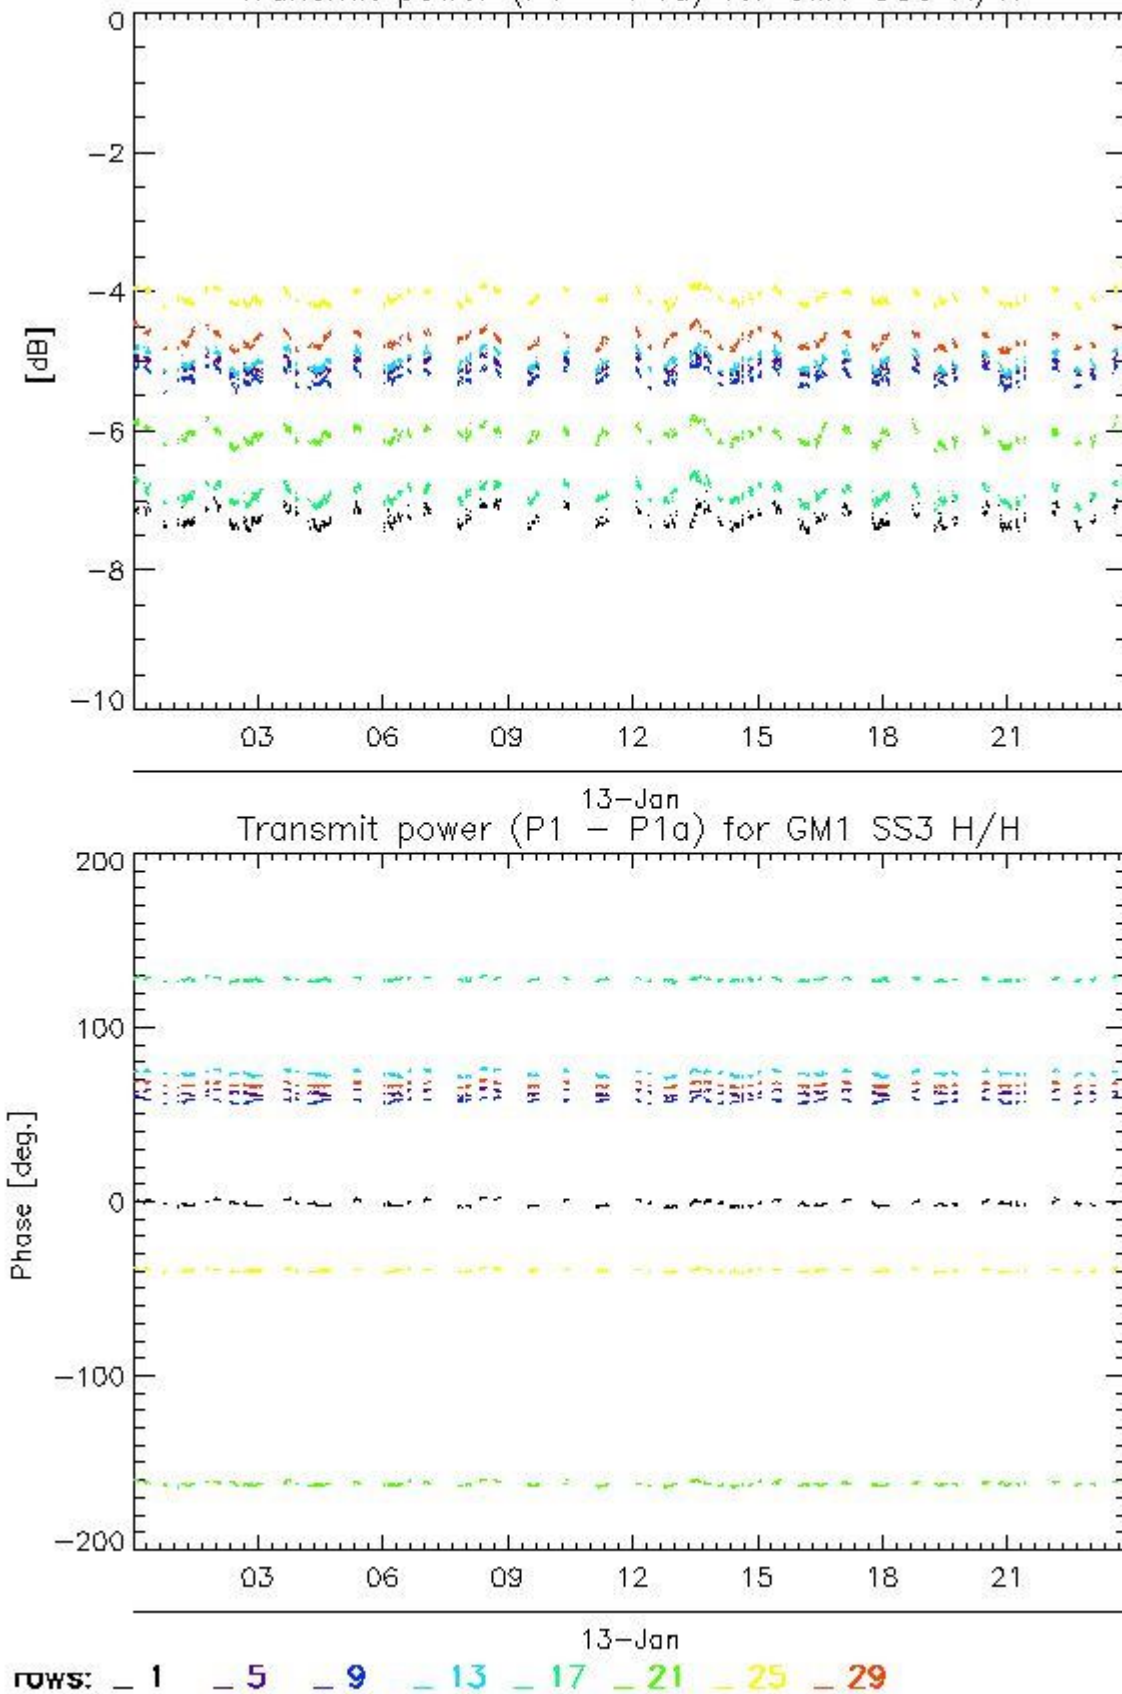 0
-2
-4
[dB]
-6
-8
-10
03 06 09 12 15 18 21
13-Jan
Transmit power (P1 - P1a) for GM1 SS3 H/H
200
100
Phase [deg.]
0
-100
-200
03 06 09 12 15 18 21
13-Jan
rows: _ 1 _ 5 _ 9 _ 13 _ 17 _ 21 _ 25 _ 29